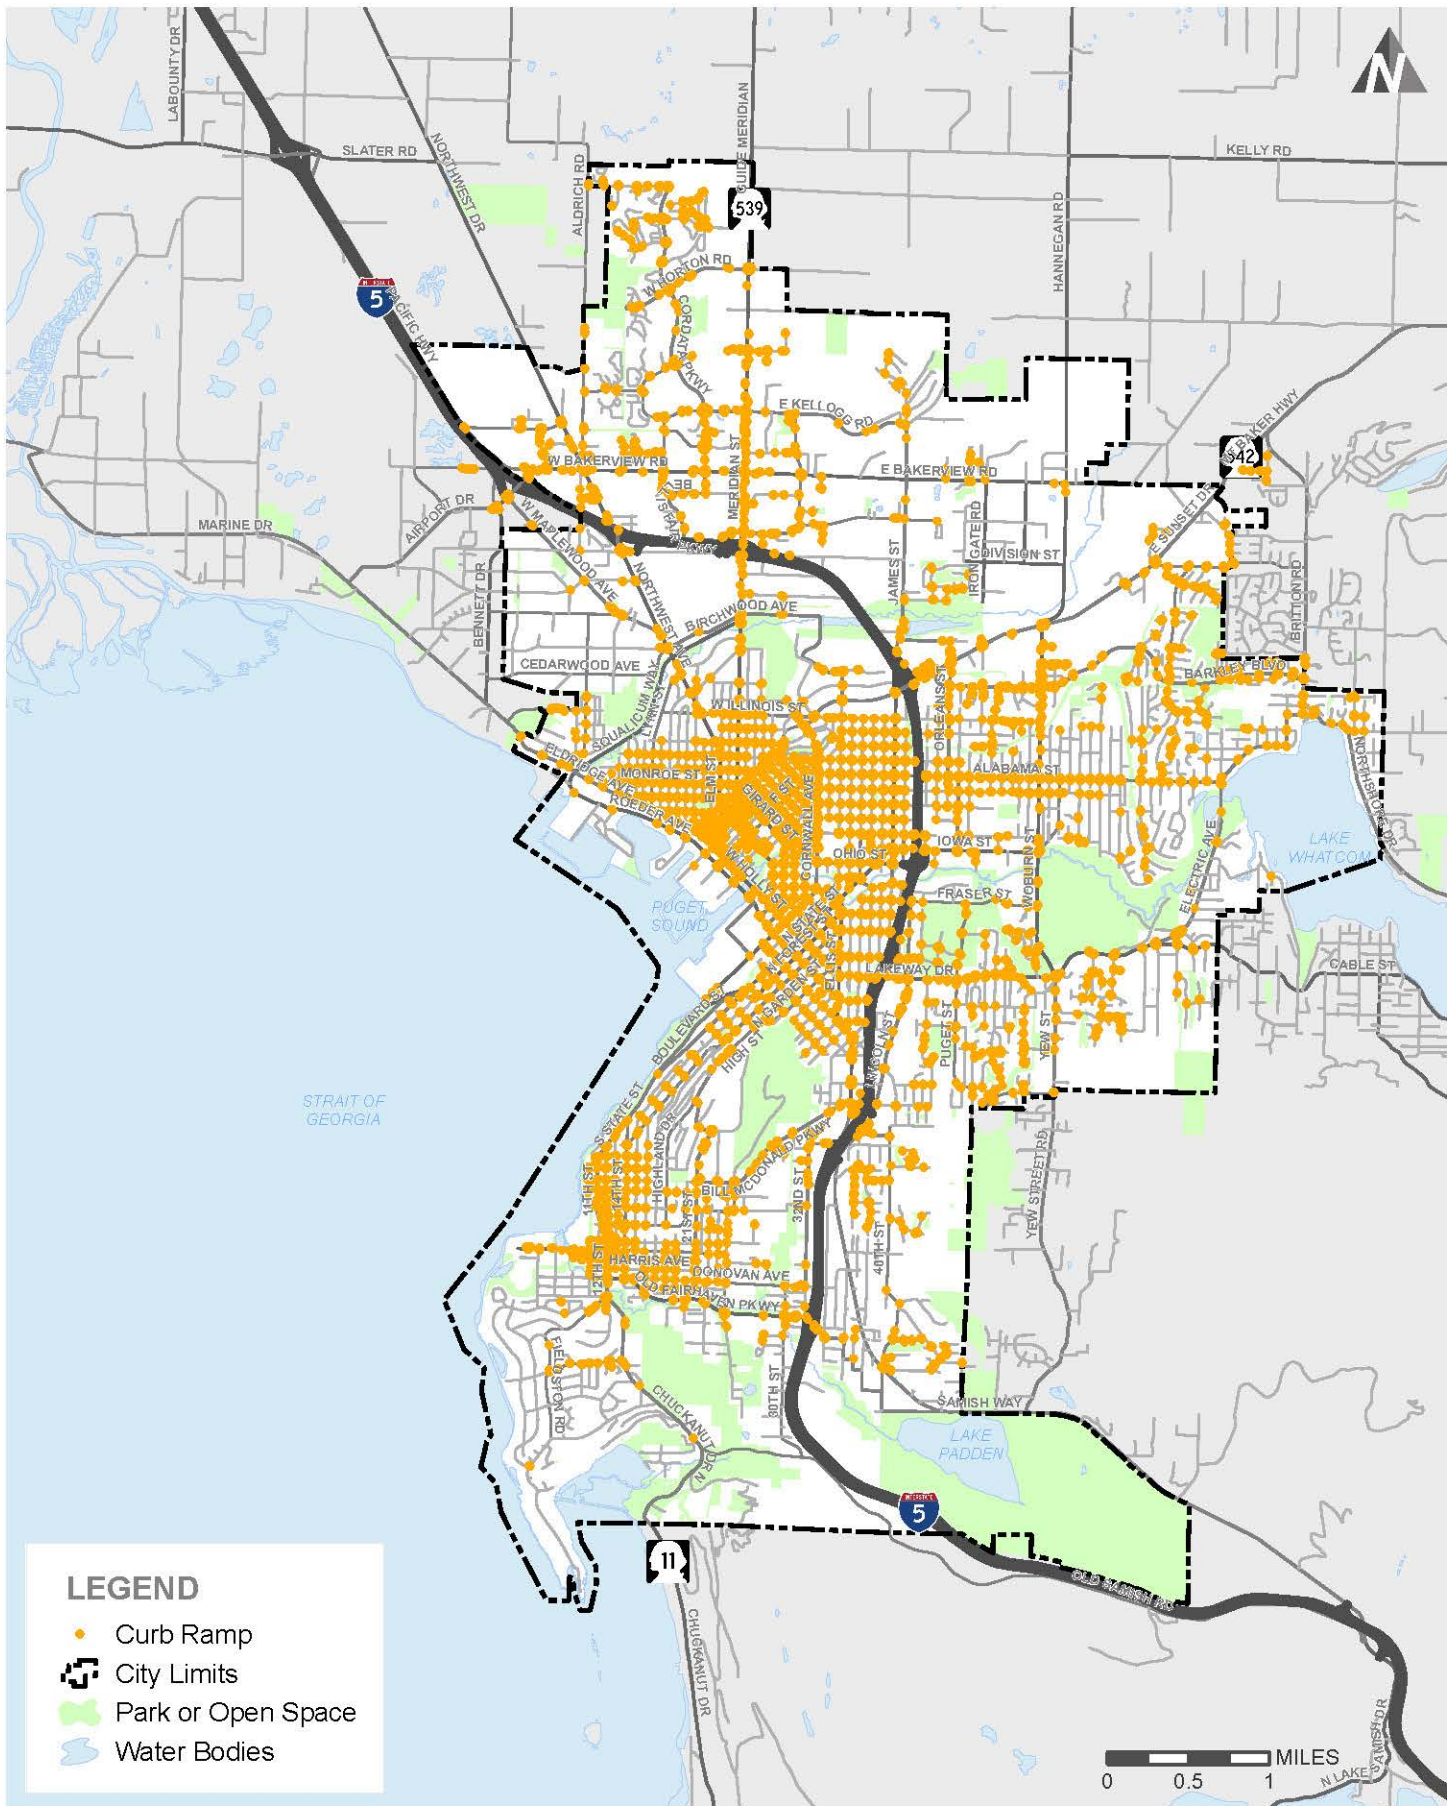 LABOUNTY DR
SLATER RD
NORTHWEST DR
ALDRICH RD
GUIDE MERIDIAN
539
KELLY RD
HANNEGAN RD
5
PACIFIC HWY
W HORTON RD
CORDATA PKWY
E KELLOGG RD
MERIDIAN ST
W BAKERVIEW RD
E BAKERVIEW RD
542
BAKER HWY
E SUNSET DR
MARINE DR
AIRPORT DR
W MAPLEWOOD AVE
BENNETT DR
NORTHWEST AVE
BIRCHWOOD AVE
JAMES ST
IRONGATE RD
DIVISION ST
BRITTON RD
CEDARWOOD AVE
SQUALICUM WAY
LYNN ST
W ILLINOIS ST
ORLEANS ST
BARKLEY BLVD
ELDRIDGE AVE
MONROE ST
ELM ST
F ST
GIRARD ST
CORNWALL AVE
ALABAMA ST
NORTHSHORE DR
ROEDER AVE
W HOLLY ST
OHIO ST
IOWA ST
WOBURN ST
ELECTRIC AVE
LAKE
WHATCOM
PUGET
SOUND
N STATE ST
N FOREST ST
FRASER ST
ELLIS ST
N GARDEN ST
LAKEWAY DR
CABLE ST
BOULEVARD ST
HIGH ST
LINCOLN ST
PUGET ST
YEW ST
STRAIT OF
GEORGIA
S STATE ST
HIGHLAND DR
BILL MCDONALD PKWY
11TH ST
14TH ST
21ST ST
32ND ST
40TH ST
YEW STREET RD
12TH ST
HARRIS AVE
DONOVAN AVE
OLD FAIRHAVEN PKWY
FIELDSTON RD
30TH ST
SAMISH WAY
CHUCKANUT DR N
LAKE
PADDEN
INTERSTATE
5
11
OLD SAMISH RD
CHUCKANUT DR
N LAKE SAMISH DR
LEGEND
Curb Ramp
City Limits
Park or Open Space
Water Bodies
MILES
0 0.5 1
N